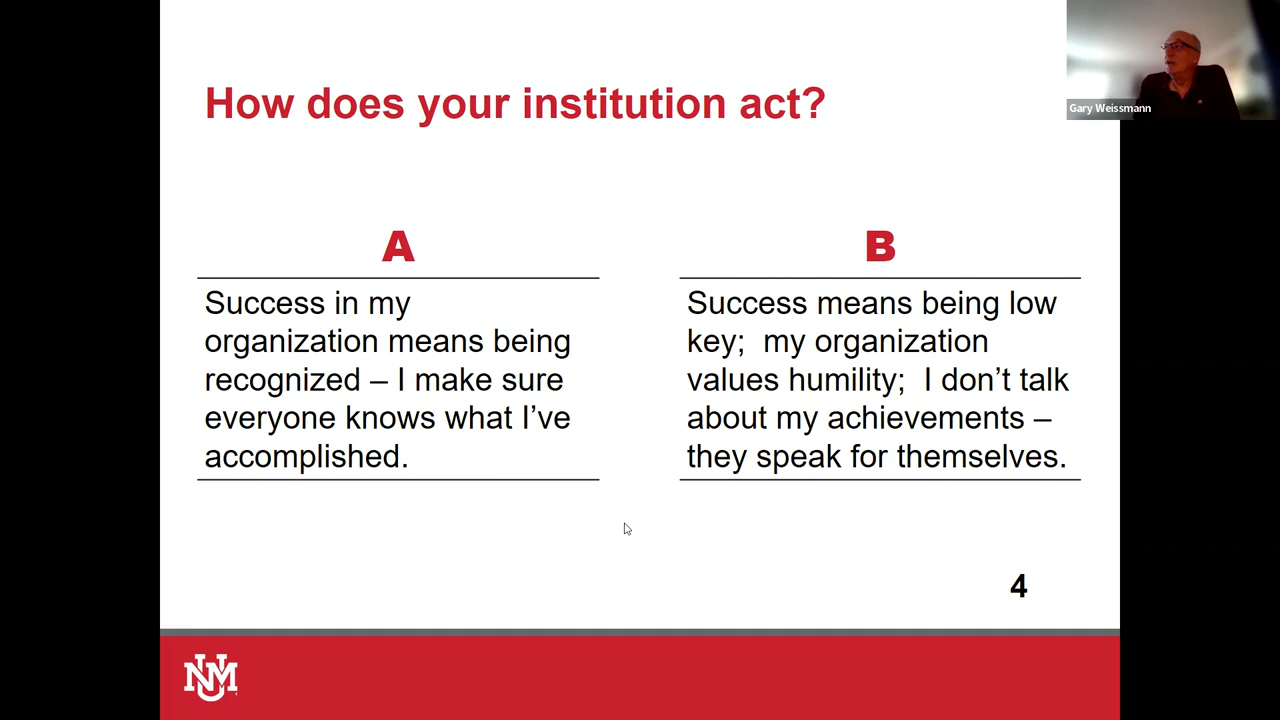 How does your institution act?
Gary Weissmann
A
Success in my
organization means being
recognized – I make sure
everyone knows what I've
accomplished.
B
Success means being low
key;  my organization
values humility;  I don't talk
about my achievements –
they speak for themselves.
4
UNM